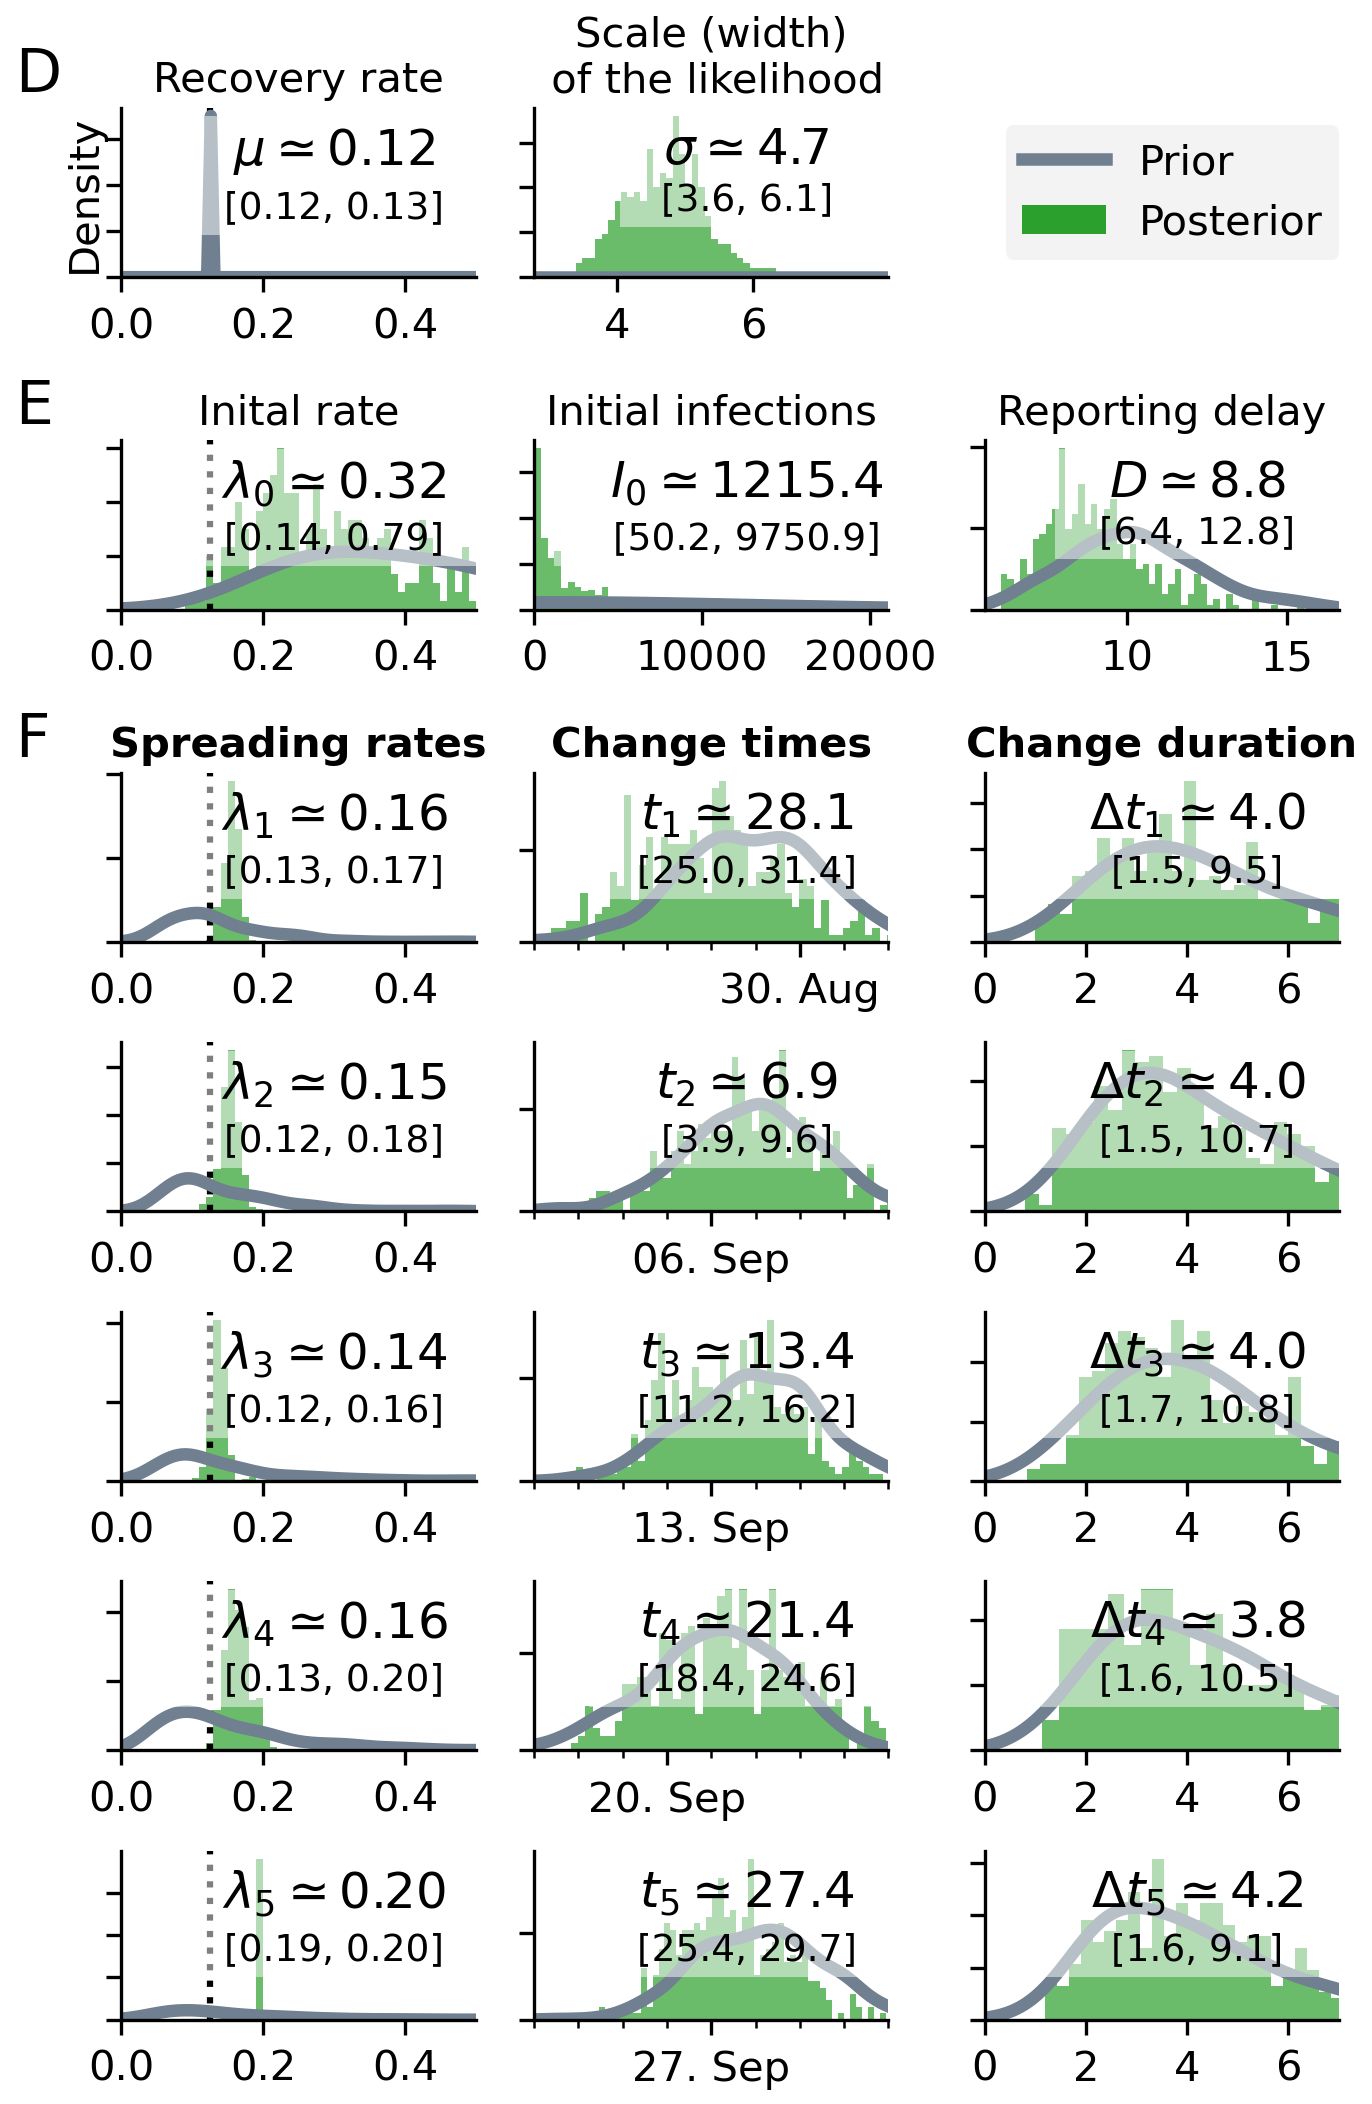 D
Recovery rate
Scale (width)
of the likelihood
Density
μ ≃ 0.12
[0.12, 0.13]
0.0 0.2 0.4
σ ≃ 4.7
[3.6, 6.1]
4 6
Prior
Posterior
E
Inital rate
Initial infections
Reporting delay
λ₀ ≃ 0.32
[0.14, 0.79]
0.0 0.2 0.4
I₀ ≃ 1215.4
[50.2, 9750.9]
0 10000 20000
D ≃ 8.8
[6.4, 12.8]
10 15
F
Spreading rates
Change times
Change duration
λ₁ ≃ 0.16
[0.13, 0.17]
0.0 0.2 0.4
t₁ ≃ 28.1
[25.0, 31.4]
30. Aug
Δt₁ ≃ 4.0
[1.5, 9.5]
0 2 4 6
λ₂ ≃ 0.15
[0.12, 0.18]
0.0 0.2 0.4
t₂ ≃ 6.9
[3.9, 9.6]
06. Sep
Δt₂ ≃ 4.0
[1.5, 10.7]
0 2 4 6
λ₃ ≃ 0.14
[0.12, 0.16]
0.0 0.2 0.4
t₃ ≃ 13.4
[11.2, 16.2]
13. Sep
Δt₃ ≃ 4.0
[1.7, 10.8]
0 2 4 6
λ₄ ≃ 0.16
[0.13, 0.20]
0.0 0.2 0.4
t₄ ≃ 21.4
[18.4, 24.6]
20. Sep
Δt₄ ≃ 3.8
[1.6, 10.5]
0 2 4 6
λ₅ ≃ 0.20
[0.19, 0.20]
0.0 0.2 0.4
t₅ ≃ 27.4
[25.4, 29.7]
27. Sep
Δt₅ ≃ 4.2
[1.6, 9.1]
0 2 4 6